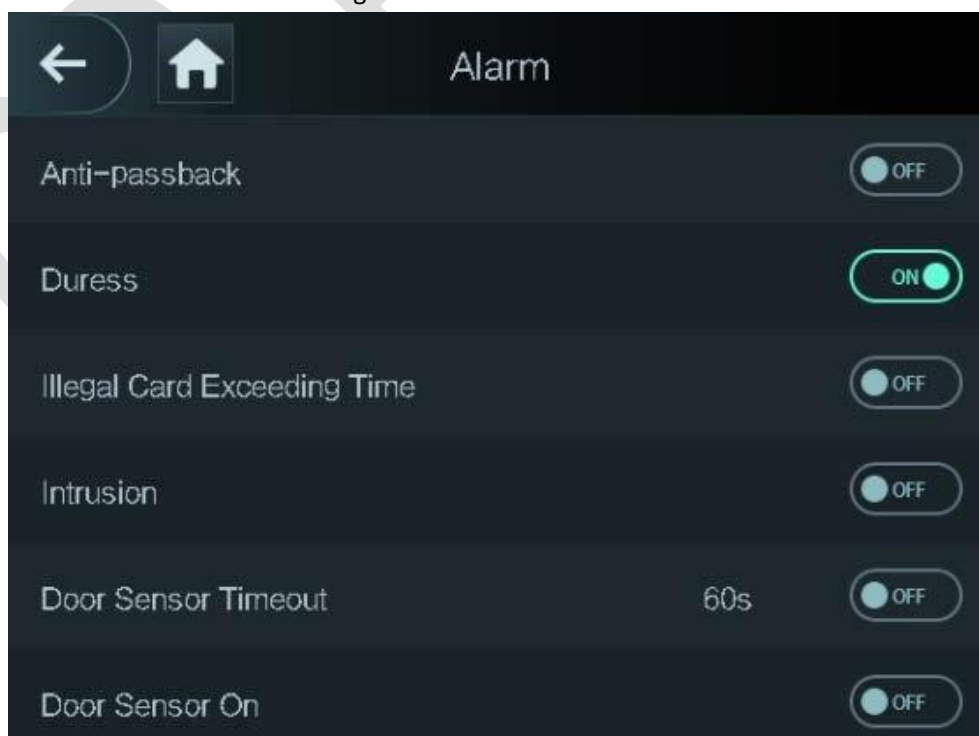 Alarm
Anti-passback OFF
Duress ON
Illegal Card Exceeding Time OFF
Intrusion OFF
Door Sensor Timeout 60s OFF
Door Sensor On OFF